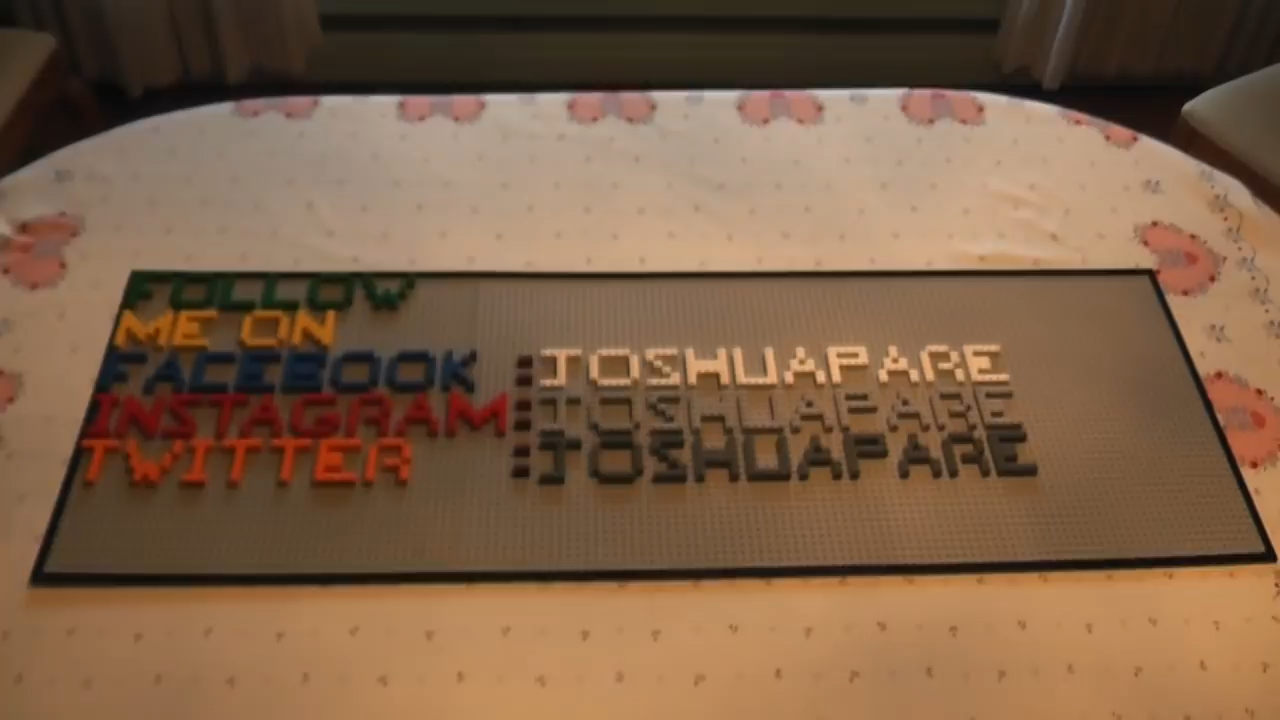 FOLLOW
ME ON
FACEBOOK : JOSHUAPARE
INSTAGRAM : JOSHUAPARE
TWITTER : JOSHUAPARE